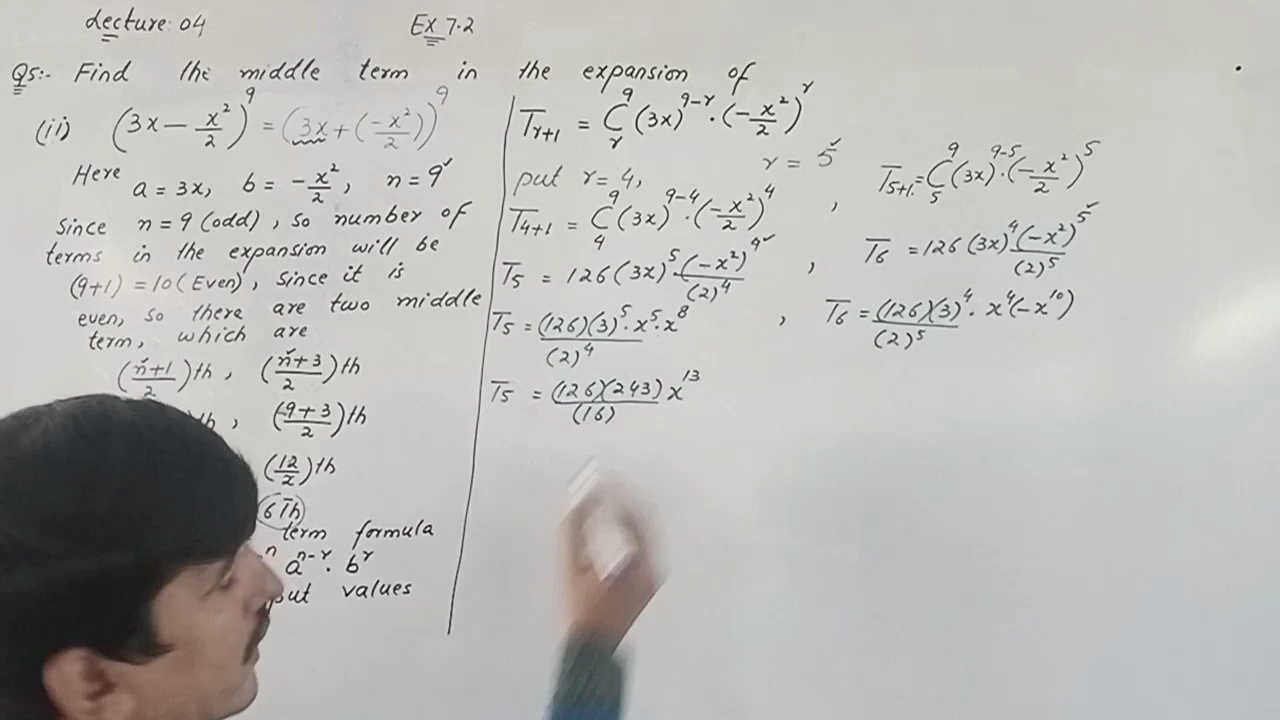 Lecture: 04 Ex 7.2
Q5:- Find the middle term in the expansion of
(ii) (3x - x²/2)⁹ = (3x + (-x²/2))⁹
Here a = 3x, b = -x²/2, n = 9
Since n = 9 (odd), so number of
terms in the expansion will be
(9+1) = 10 (Even), since it is
even, so there are two middle
term, which are
(n+1/2)th, (n+3/2)th
th, (9+3/2)th
(12/2)th
6Th
term formula
n aⁿ⁻ʳ · bʳ
put values
Tᵣ₊₁ = C⁹ᵣ (3x)⁹⁻ʳ · (-x²/2)ʳ
put r = 4, r = 5
T₄₊₁ = C⁹₄ (3x)⁹⁻⁴ · (-x²/2)⁴ ,
T₅ = 126 (3x)⁵ · (-x²)⁴/(2)⁴ ,
T₅ = (126)(3)⁵ · x⁵ · x⁸/(2)⁴ ,
T₅ = (126)(243)/(16) x¹³
T₅₊₁ = C⁹₅ (3x)⁹⁻⁵ · (-x²/2)⁵
T₆ = 126 (3x)⁴ (-x²)⁵/(2)⁵
T₆ = (126)(3)⁴/(2)⁵ · x⁴ (-x¹⁰)